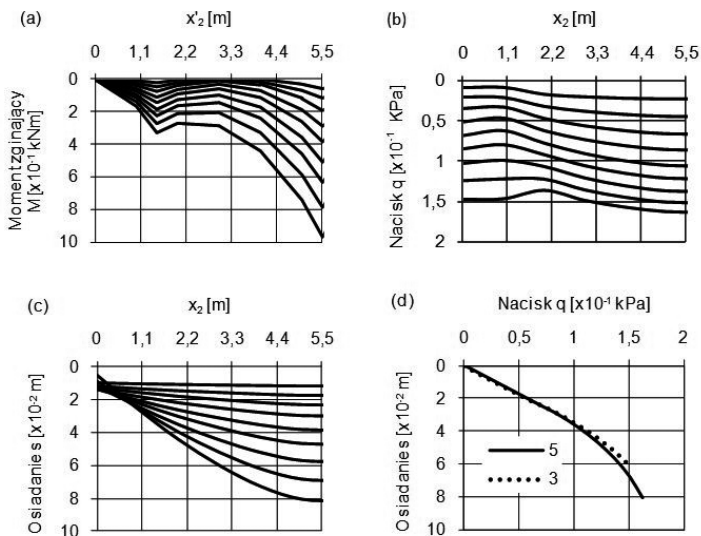 (a)
x'₂ [m]
0 1,1 2,2 3,3 4,4 5,5
Momentzginający
M [x10⁻¹ kNm]
0
2
4
6
8
10
(b)
x₂ [m]
0 1,1 2,2 3,3 4,4 5,5
Nacisk q [x10⁻¹ KPa]
0
0,5
1
1,5
2
(c)
x₂ [m]
0 1,1 2,2 3,3 4,4 5,5
Osiadanie s [x10⁻² m]
0
2
4
6
8
10
(d)
Nacisk q [x10⁻¹ kPa]
0 0,5 1 1,5 2
Osiadanie s [x10⁻² m]
0
2
4
6
8
10
5
3